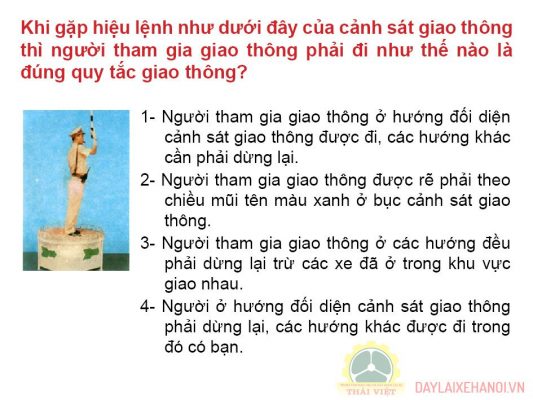 Khi gặp hiệu lệnh như dưới đây của cảnh sát giao thông
thì người tham gia giao thông phải đi như thế nào là
đúng quy tắc giao thông?
1- Người tham gia giao thông ở hướng đối diện
cảnh sát giao thông được đi, các hướng khác
cần phải dừng lại.
2- Người tham gia giao thông được rẽ phải theo
chiều mũi tên màu xanh ở bục cảnh sát giao
thông.
3- Người tham gia giao thông ở các hướng đều
phải dừng lại trừ các xe đã ở trong khu vực
giao nhau.
4- Người ở hướng đối diện cảnh sát giao thông
phải dừng lại, các hướng khác được đi trong
đó có bạn.
THÁI VIỆT
DAYLAIXEHANOI.VN